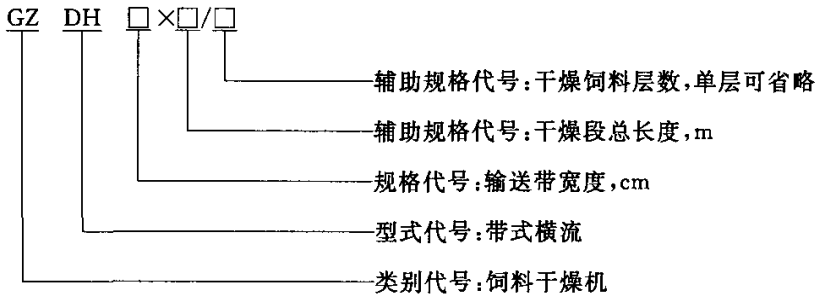 GZ DH □×□/□
辅助规格代号:干燥饲料层数,单层可省略
辅助规格代号:干燥段总长度,m
规格代号:输送带宽度,cm
型式代号:带式横流
类别代号:饲料干燥机